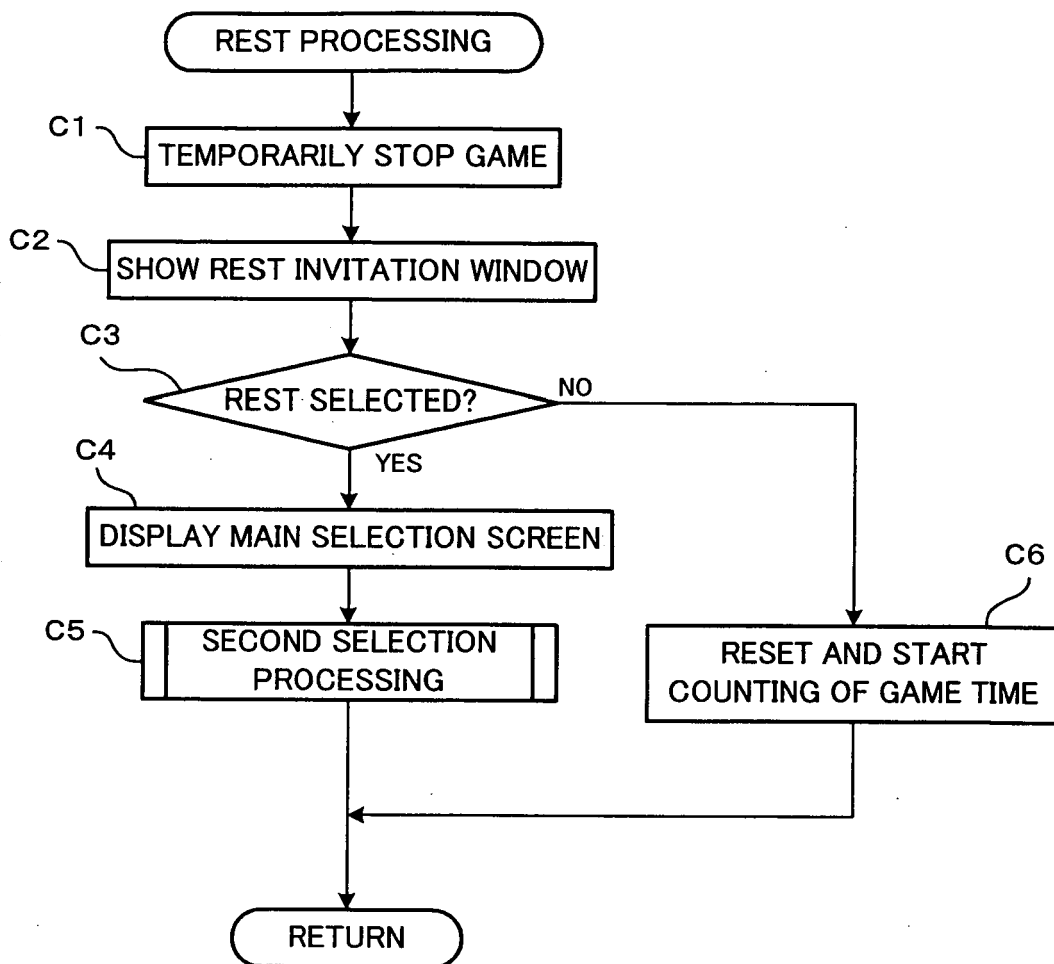 REST PROCESSING
C1
TEMPORARILY STOP GAME
C2
SHOW REST INVITATION WINDOW
C3
REST SELECTED?
NO
YES
C4
DISPLAY MAIN SELECTION SCREEN
C5
SECOND SELECTION
PROCESSING
C6
RESET AND START
COUNTING OF GAME TIME
RETURN